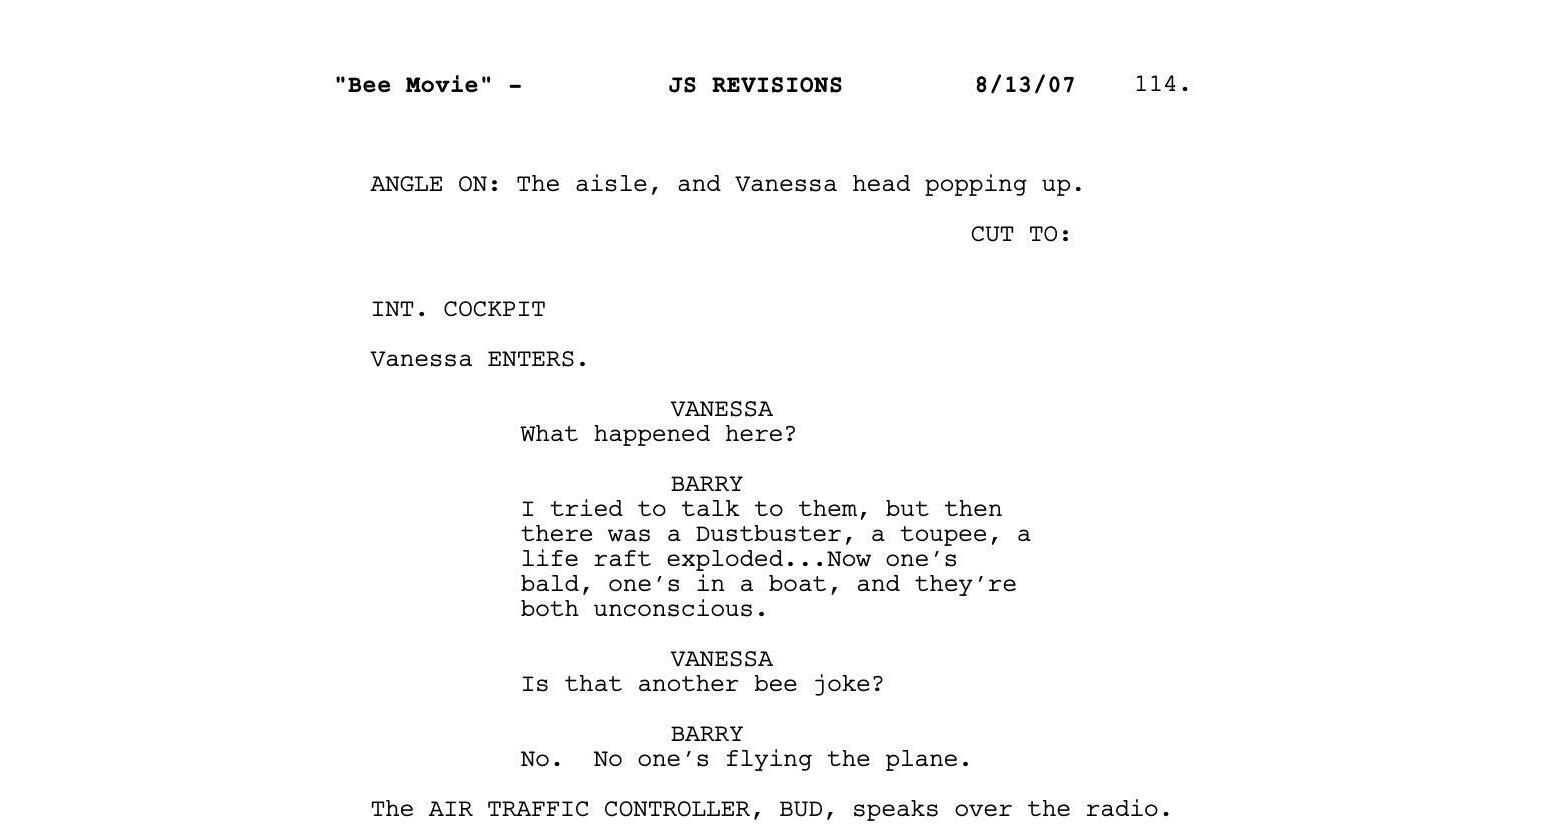 "Bee Movie" - JS REVISIONS 8/13/07 114.
ANGLE ON: The aisle, and Vanessa head popping up.
CUT TO:
INT. COCKPIT
Vanessa ENTERS.
VANESSA
What happened here?
BARRY
I tried to talk to them, but then
there was a Dustbuster, a toupee, a
life raft exploded...Now one’s
bald, one’s in a boat, and they’re
both unconscious.
VANESSA
Is that another bee joke?
BARRY
No.  No one’s flying the plane.
The AIR TRAFFIC CONTROLLER, BUD, speaks over the radio.